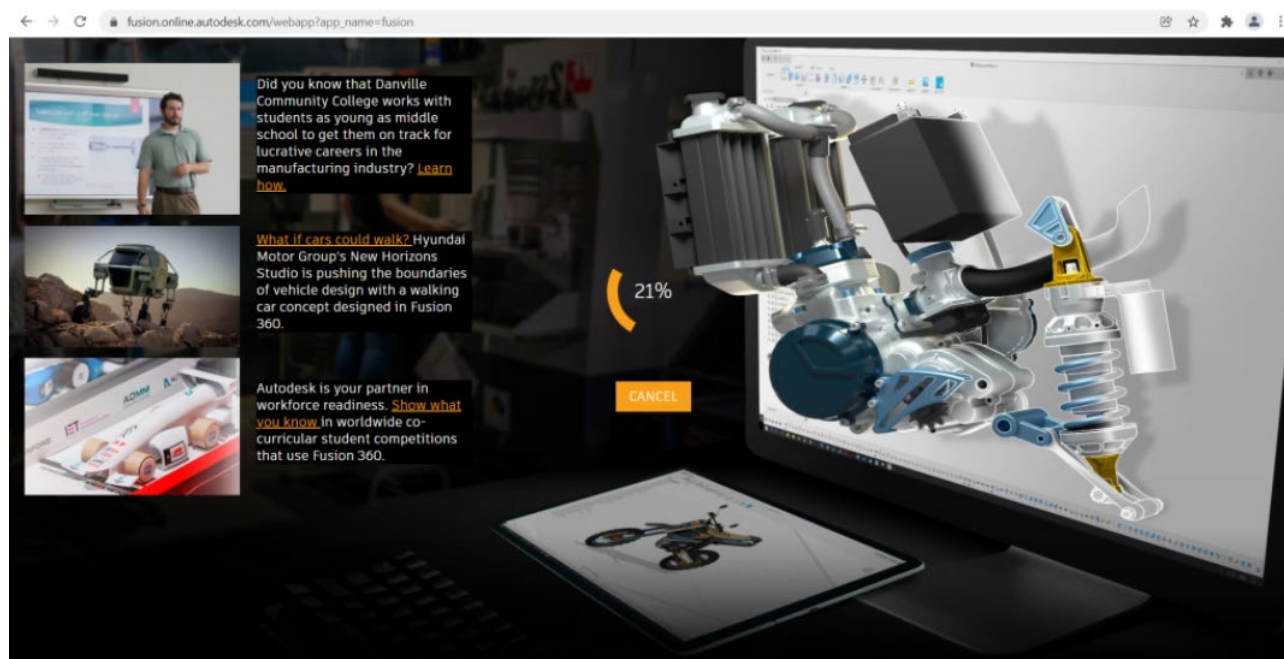 fusion.online.autodesk.com/webapp?app_name=fusion
Did you know that Danville
Community College works with
students as young as middle
school to get them on track for
lucrative careers in the
manufacturing industry? Learn
how.
What if cars could walk? Hyundai
Motor Group's New Horizons
Studio is pushing the boundaries
of vehicle design with a walking
car concept designed in Fusion
360.
Autodesk is your partner in
workforce readiness. Show what
you know in worldwide co-
curricular student competitions
that use Fusion 360.
21%
CANCEL